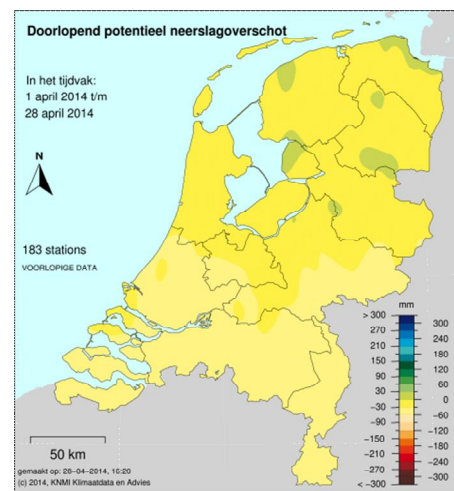 Doorlopend potentieel neerslagoverschot
In het tijdvak:
1 april 2014 t/m
28 april 2014
N
183 stations
VOORLOPIGE DATA
mm
> 300
300
270
240
210
180
150
120
90
60
30
0
−30
−60
−90
−120
−150
−180
−210
−240
−270
−300
< −300
50 km
gemaakt op: 28−04−2014, 16:20
(c) 2014, KNMI Klimaatdata en Advies